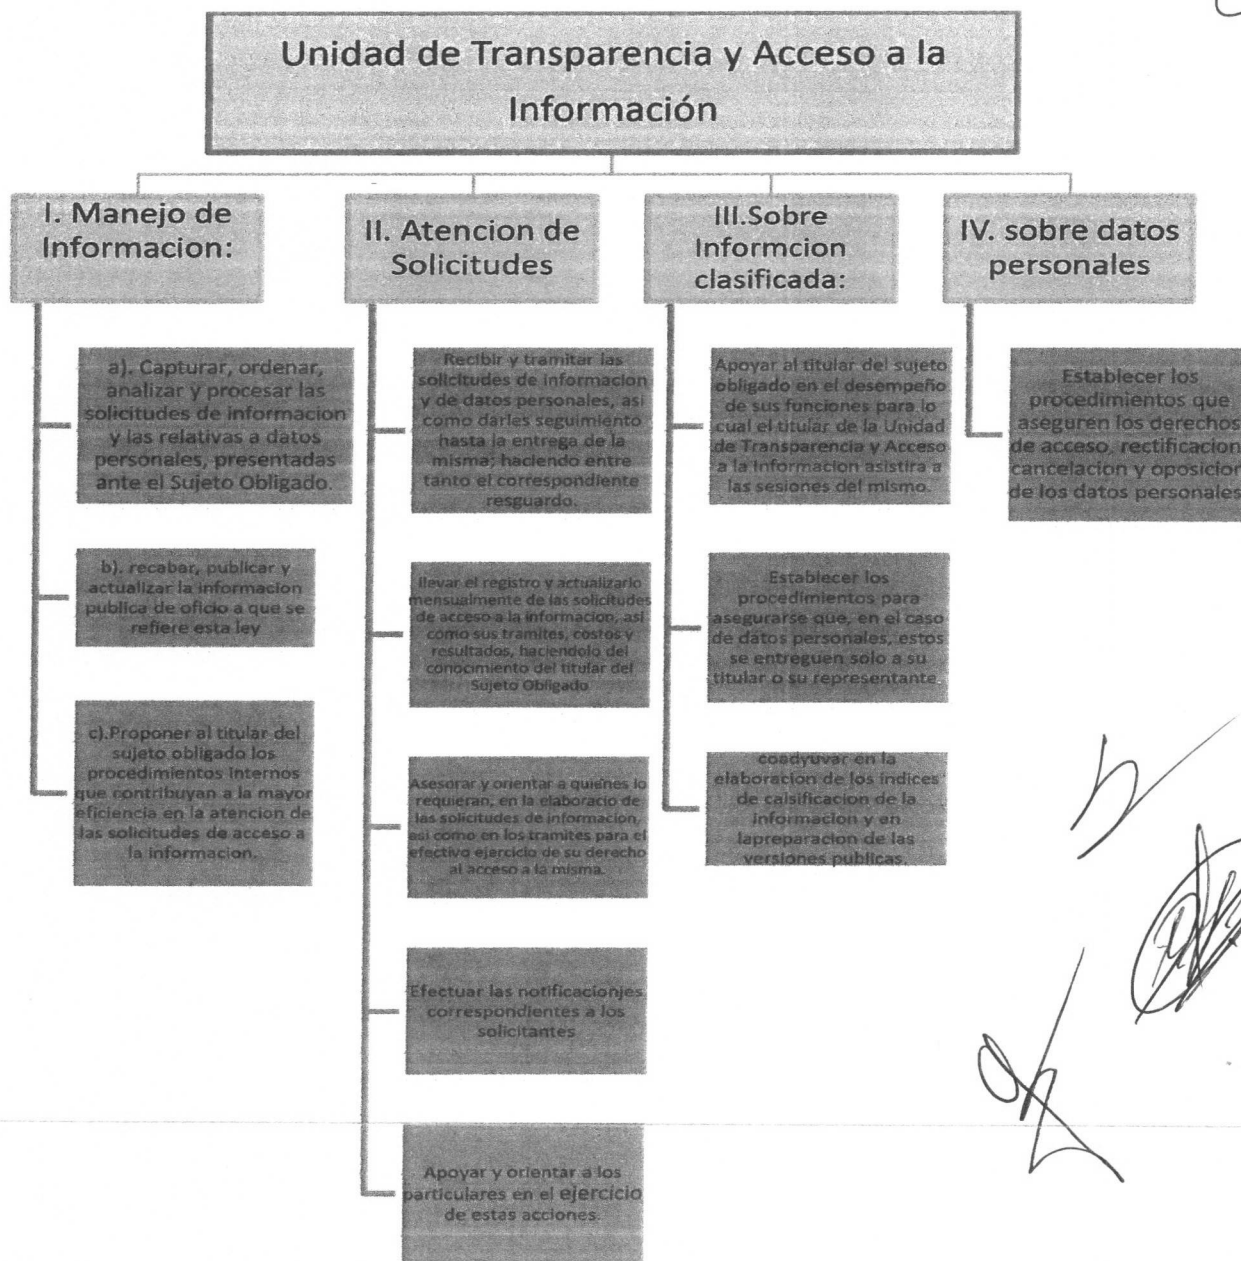 Unidad de Transparencia y Acceso a la
Información
I. Manejo de
Informacion:
a). Capturar, ordenar,
analizar y procesar las
solicitudes de informacion
y las relativas a datos
personales, presentadas
ante el Sujeto Obligado.
b). recabar, publicar y
actualizar la informacion
publica de oficio a que se
refiere esta ley
c).Proponer al titular del
sujeto obligado los
procedimientos internos
que contribuyan a la mayor
eficiencia en la atencion de
las solicitudes de acceso a
la informacion.
II. Atencion de
Solicitudes
Recibir y tramitar las
solicitudes de informacion
y de datos personales, asi
como darles seguimiento
hasta la entrega de la
misma; haciendo entre
tanto el correspondiente
resguardo.
llevar el registro y actualizarlo
mensualmente de las solicitudes
de acceso a la informacion, asi
como sus tramites, costos y
resultados, haciendolo del
conocimiento del titular del
Sujeto Obligado
Asesorar y orientar a quienes lo
requieran, en la elaboracio de
las solicitudes de informacion,
asi como en los tramites para el
efectivo ejercicio de su derecho
al acceso a la misma.
Efectuar las notificacionjes
correspondientes a los
solicitantes
Apoyar y orientar a los
particulares en el ejercicio
de estas acciones.
III.Sobre
Informcion
clasificada:
Apoyar al titular del sujeto
obligado en el desempeño
de sus funciones para lo
cual el titular de la Unidad
de Transparencia y Acceso
a la informacion asistira a
las sesiones del mismo.
Establecer los
procedimientos para
asegurarse que, en el caso
de datos personales, estos
se entreguen solo a su
titular o su representante.
coadyuvar en la
elaboracion de los indices
de calsificacion de la
informacion y en
lapreparacion de las
versiones publicas.
IV. sobre datos
personales
Establecer los
procedimientos que
aseguren los derechos
de acceso, rectificacion
cancelacion y oposicion
de los datos personales